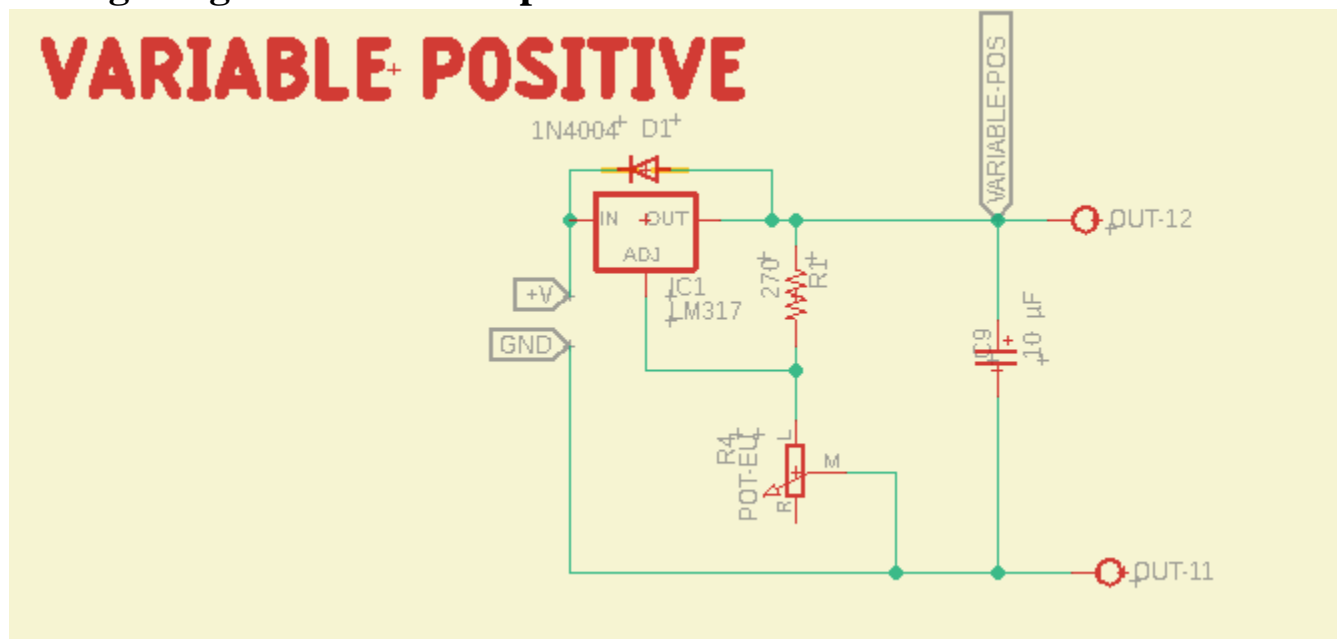 VARIABLE POSITIVE
VARIABLE-POS
1N4004 D1
IN OUT
ADJ
OUT-12
+V
IC1
LM317
270
R1
GND
C9
10 µF
R4
POT-EU
L
M
R
OUT-11